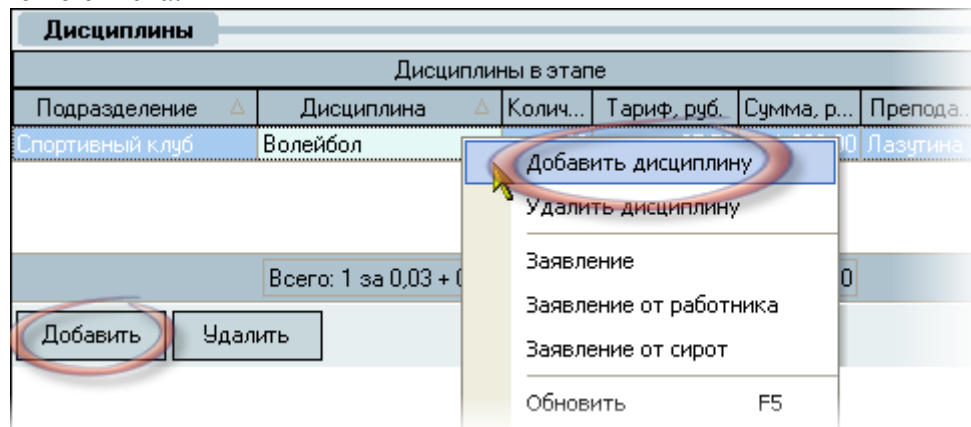 Дисциплины
Дисциплины в этапе
Подразделение Дисциплина Колич... Тариф, руб. Сумма, р... Препода...
Спортивный клуб Волейбол Лазутина
Добавить дисциплину
Удалить дисциплину
Заявление
Всего: 1 за 0,03 +
Заявление от работника
Добавить Удалить
Заявление от сирот
Обновить F5